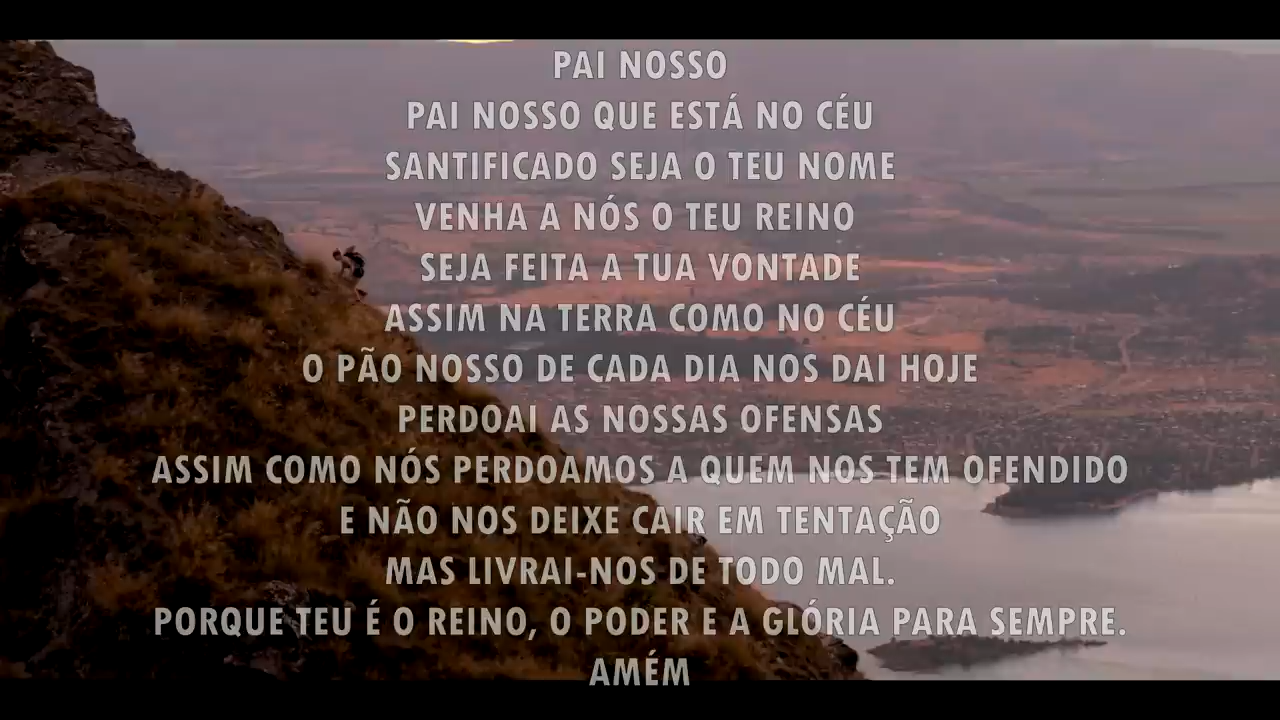 PAI NOSSO
PAI NOSSO QUE ESTÁ NO CÉU
SANTIFICADO SEJA O TEU NOME
VENHA A NÓS O TEU REINO
SEJA FEITA A TUA VONTADE
ASSIM NA TERRA COMO NO CÉU
O PÃO NOSSO DE CADA DIA NOS DAI HOJE
PERDOAI AS NOSSAS OFENSAS
ASSIM COMO NÓS PERDOAMOS A QUEM NOS TEM OFENDIDO
E NÃO NOS DEIXE CAIR EM TENTAÇÃO
MAS LIVRAI-NOS DE TODO MAL.
PORQUE TEU É O REINO, O PODER E A GLÓRIA PARA SEMPRE.
AMÉM